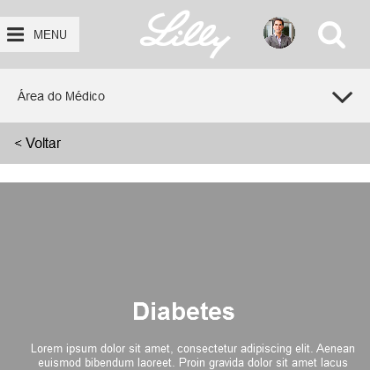 MENU
Lilly
Área do Médico
< Voltar
Diabetes
Lorem ipsum dolor sit amet, consectetur adipiscing elit. Aenean
euismod bibendum laoreet. Proin gravida dolor sit amet lacus